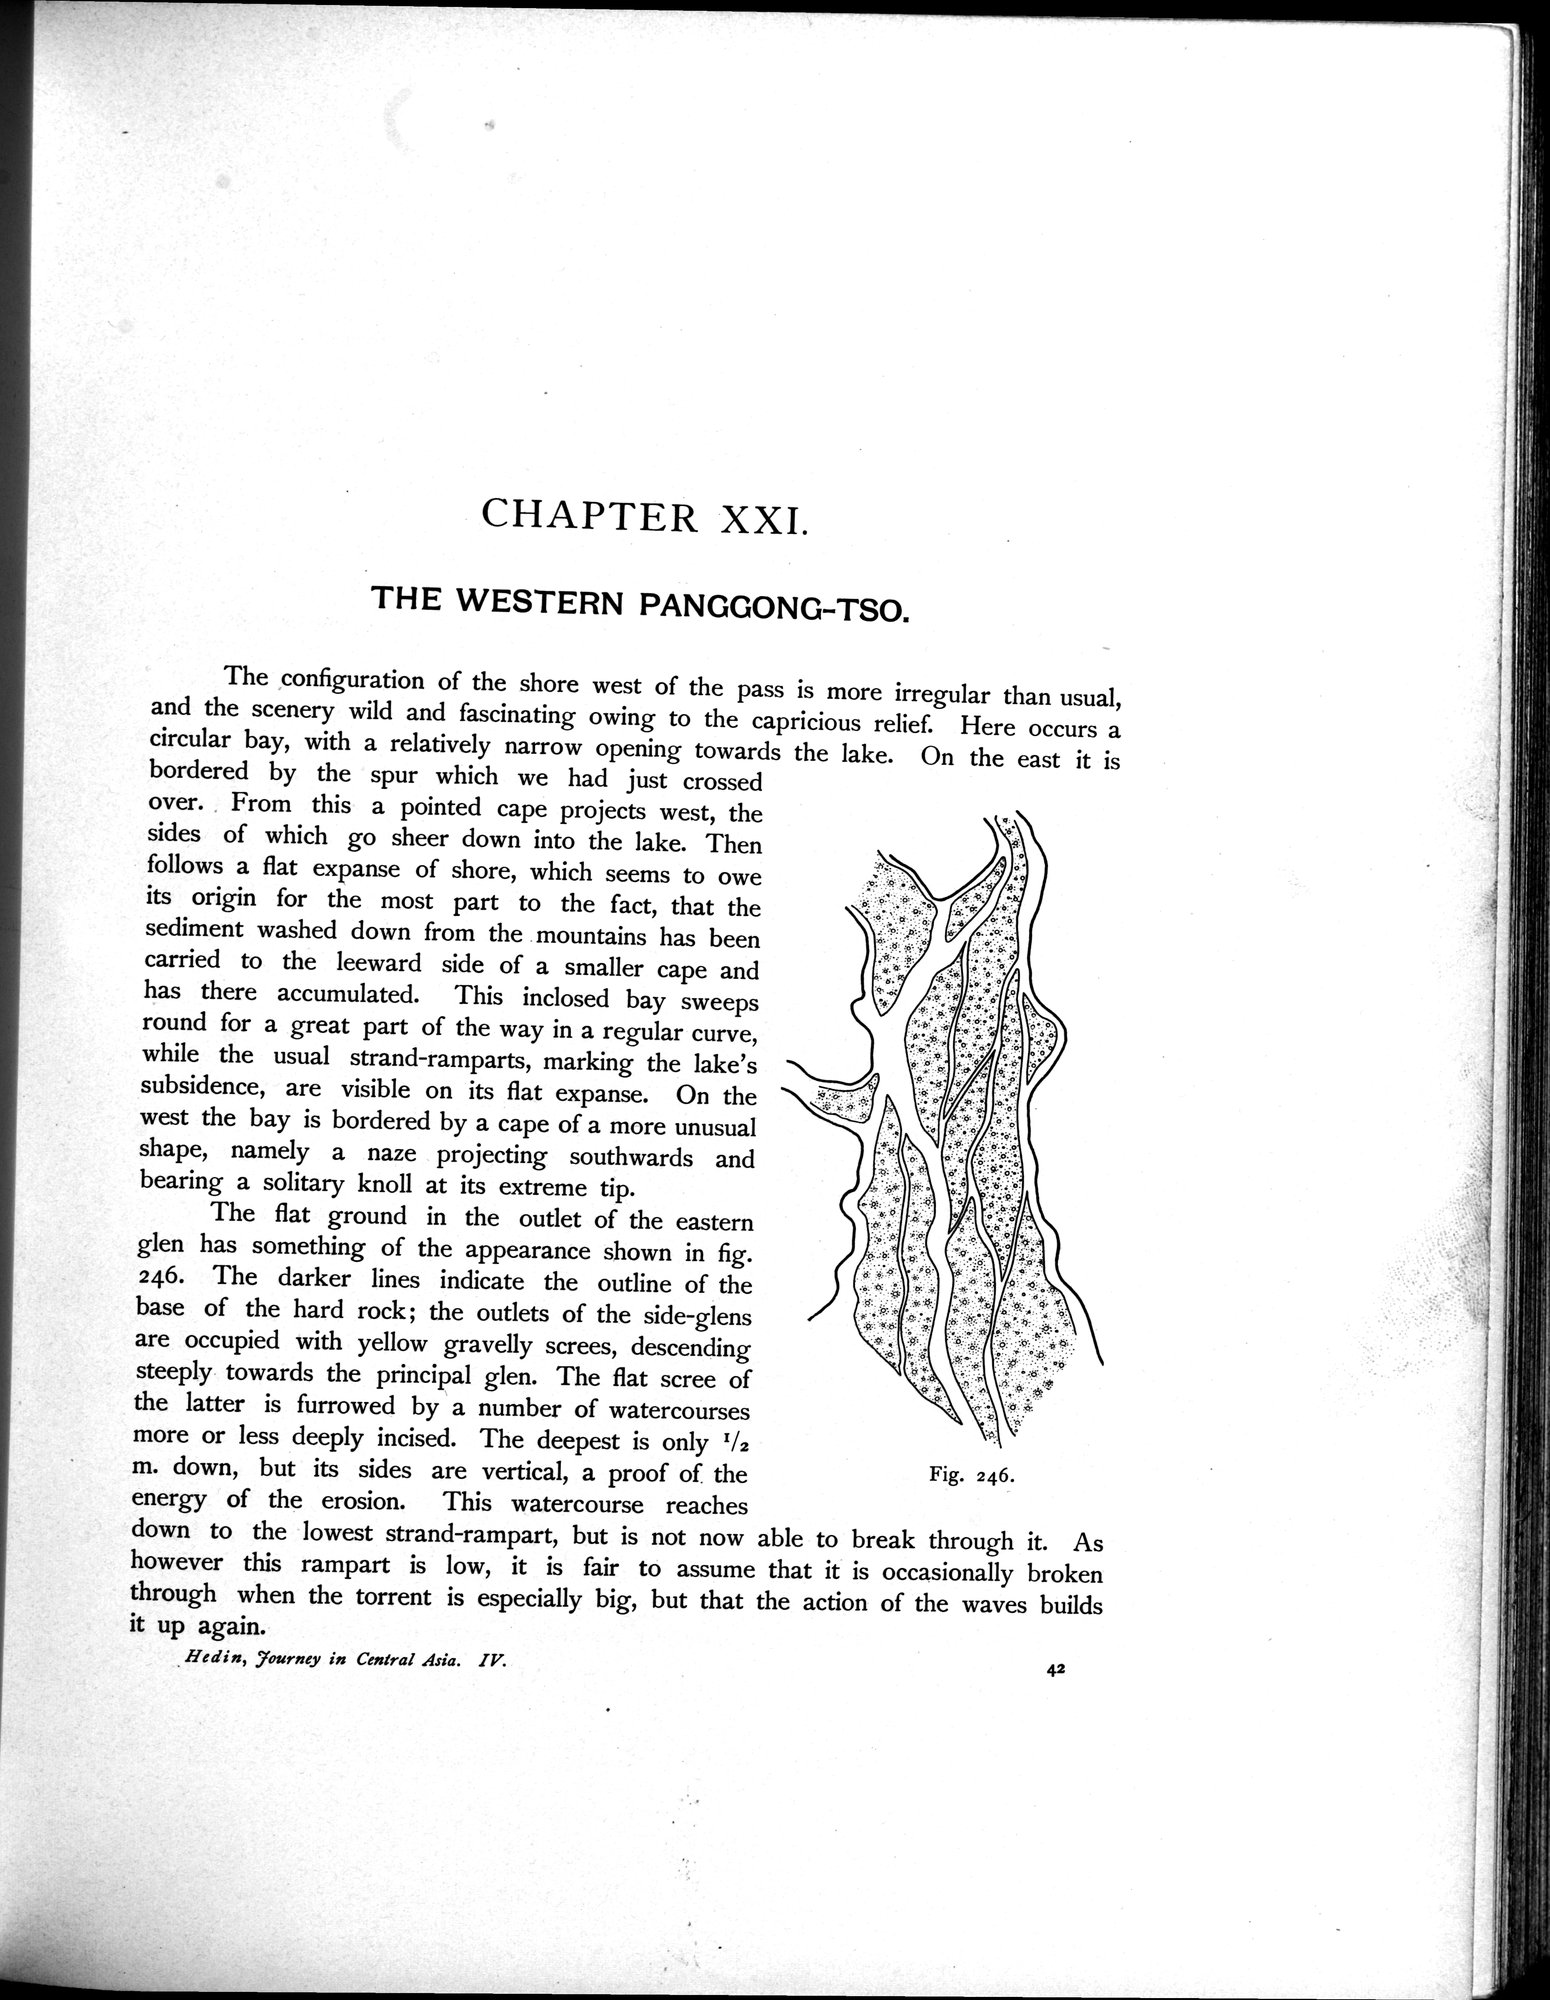 CHAPTER XXI.
THE WESTERN PANGGONG-TSO.
The configuration of the shore west of the pass is more irregular than usual,
and the scenery wild and fascinating owing to the capricious relief. Here occurs a
circular bay, with a relatively narrow opening towards the lake. On the east it is
bordered by the spur which we had just crossed
over. From this a pointed cape projects west, the
sides of which go sheer down into the lake. Then
follows a flat expanse of shore, which seems to owe
its origin for the most part to the fact, that the
sediment washed down from the mountains has been
carried to the leeward side of a smaller cape and
has there accumulated. This inclosed bay sweeps
round for a great part of the way in a regular curve,
while the usual strand-ramparts, marking the lake's
subsidence, are visible on its flat expanse. On the
west the bay is bordered by a cape of a more unusual
shape, namely a naze projecting southwards and
bearing a solitary knoll at its extreme tip.
The flat ground in the outlet of the eastern
glen has something of the appearance shown in fig.
246. The darker lines indicate the outline of the
base of the hard rock; the outlets of the side-glens
are occupied with yellow gravelly screes, descending
steeply towards the principal glen. The flat scree of
the latter is furrowed by a number of watercourses
more or less deeply incised. The deepest is only 1/2
m. down, but its sides are vertical, a proof of the
energy of the erosion. This watercourse reaches
down to the lowest strand-rampart, but is not now able to break through it. As
however this rampart is low, it is fair to assume that it is occasionally broken
through when the torrent is especially big, but that the action of the waves builds
it up again.
Fig. 246.
Hedin, Journey in Central Asia. IV.
42